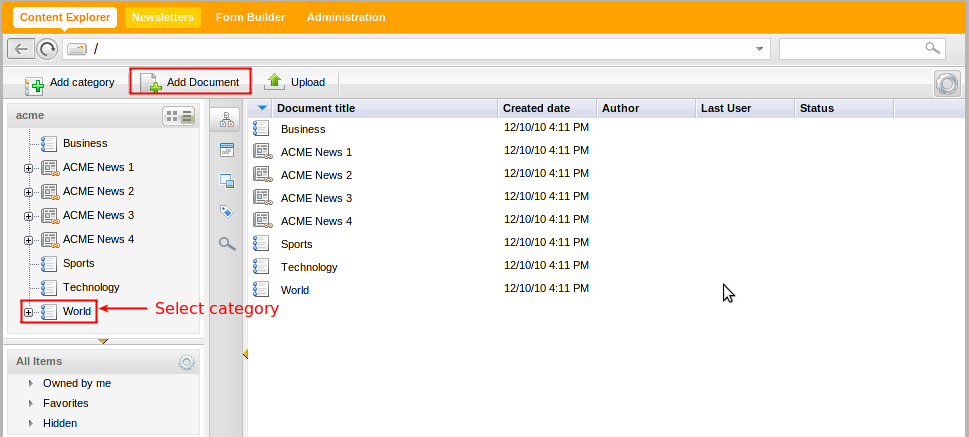 Content Explorer Newsletters Form Builder Administration
/
Add category Add Document Upload
acme
Business
ACME News 1
ACME News 2
ACME News 3
ACME News 4
Sports
Technology
World
Select category
All Items
Owned by me
Favorites
Hidden
Document title Created date Author Last User Status
Business 12/10/10 4:11 PM
ACME News 1 12/10/10 4:11 PM
ACME News 2 12/10/10 4:11 PM
ACME News 3 12/10/10 4:11 PM
ACME News 4 12/10/10 4:11 PM
Sports 12/10/10 4:11 PM
Technology 12/10/10 4:11 PM
World 12/10/10 4:11 PM